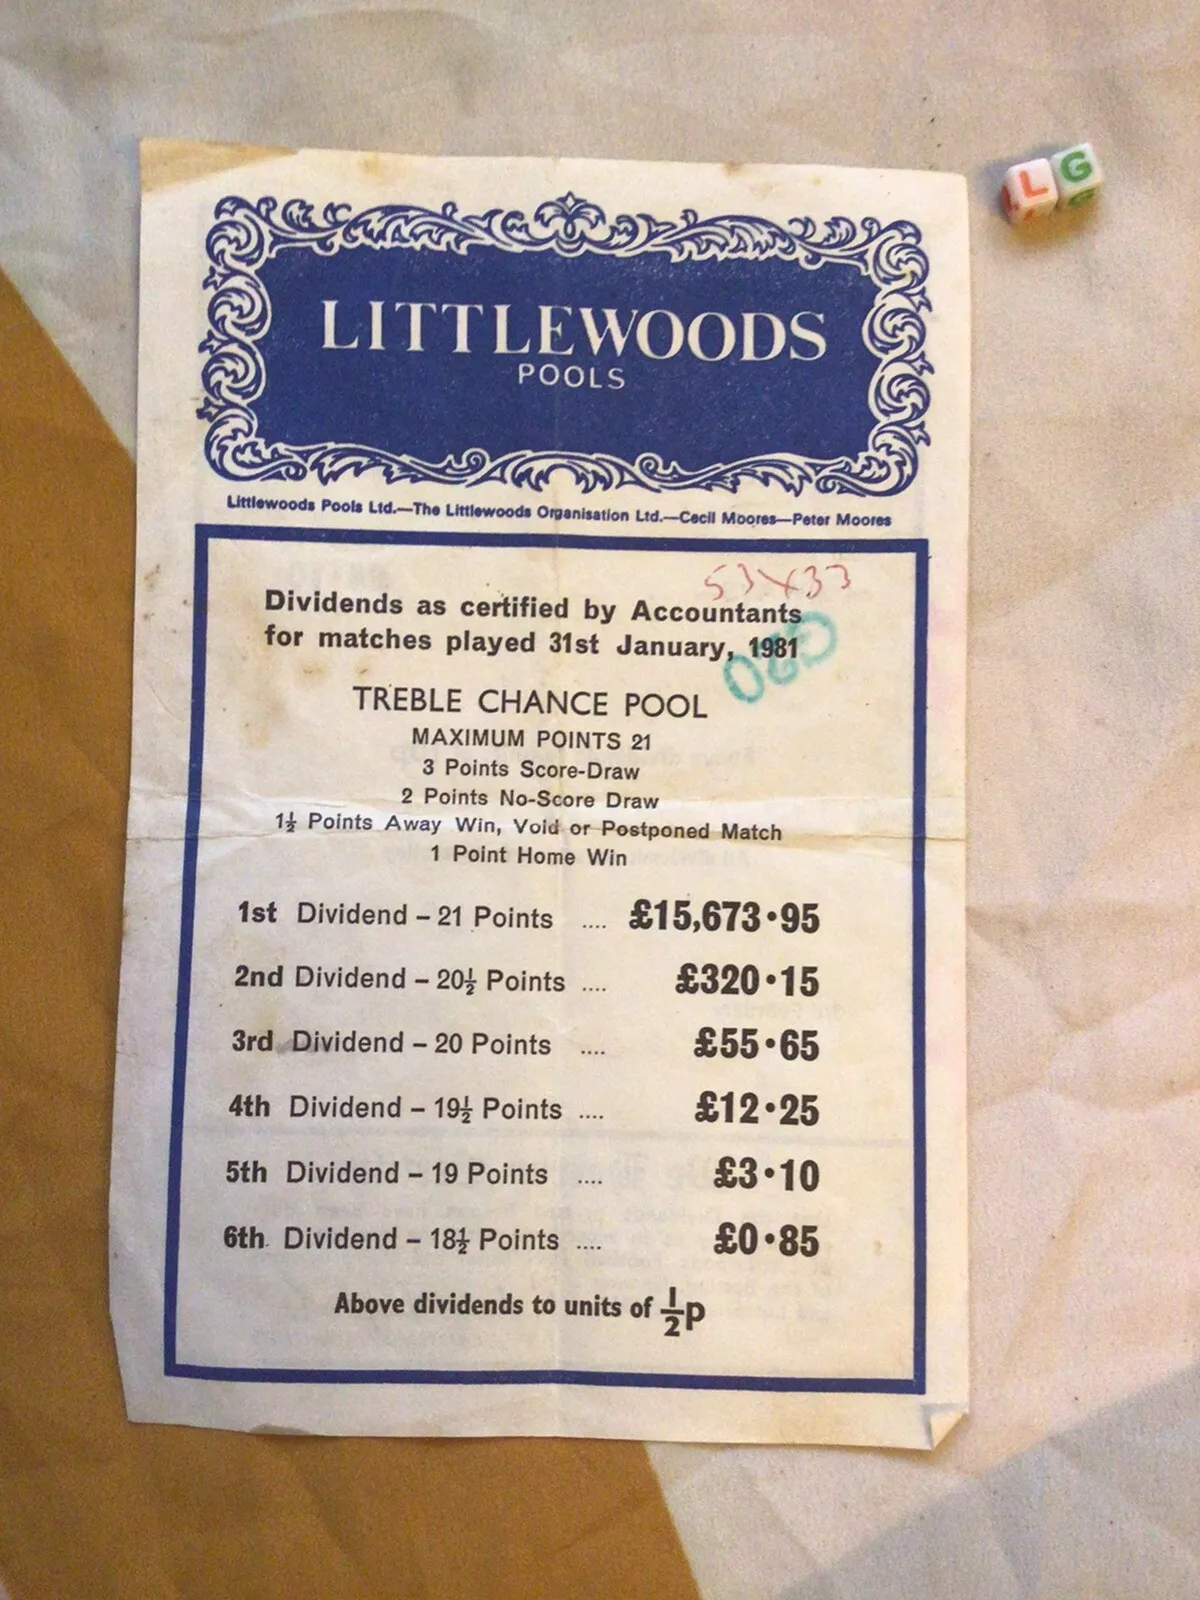 LITTLEWOODS
POOLS
Littlewoods Pools Ltd.—The Littlewoods Organisation Ltd.—Cecil Moores—Peter Moores
53X33
Dividends as certified by Accountants
for matches played 31st January, 1981
TREBLE CHANCE POOL
MAXIMUM POINTS 21
3 Points Score-Draw
2 Points No-Score Draw
1½ Points Away Win, Void or Postponed Match
1 Point Home Win
1st Dividend – 21 Points .... £15,673·95
2nd Dividend – 20½ Points .... £320·15
3rd Dividend – 20 Points .... £55·65
4th Dividend – 19½ Points .... £12·25
5th Dividend – 19 Points .... £3·10
6th Dividend – 18½ Points .... £0·85
Above dividends to units of ½p
L G